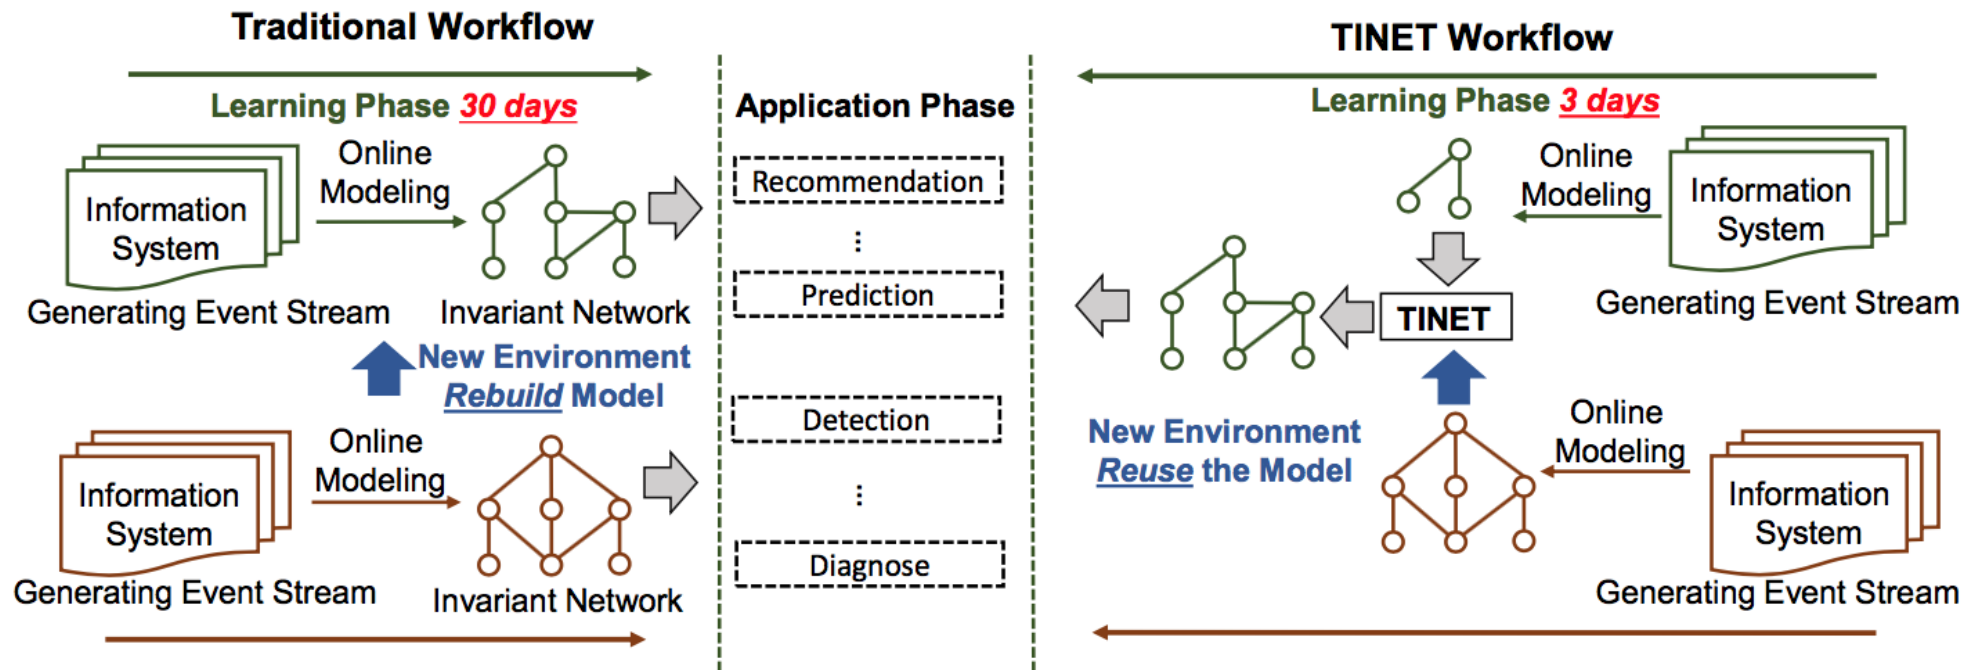 Traditional Workflow
Learning Phase 30 days
Information
System
Generating Event Stream
Online
Modeling
Invariant Network
New Environment
Rebuild Model
Information
System
Generating Event Stream
Online
Modeling
Invariant Network
Application Phase
Recommendation
...
Prediction
Detection
...
Diagnose
TINET Workflow
Learning Phase 3 days
Online
Modeling
Information
System
Generating Event Stream
TINET
New Environment
Reuse the Model
Online
Modeling
Information
System
Generating Event Stream